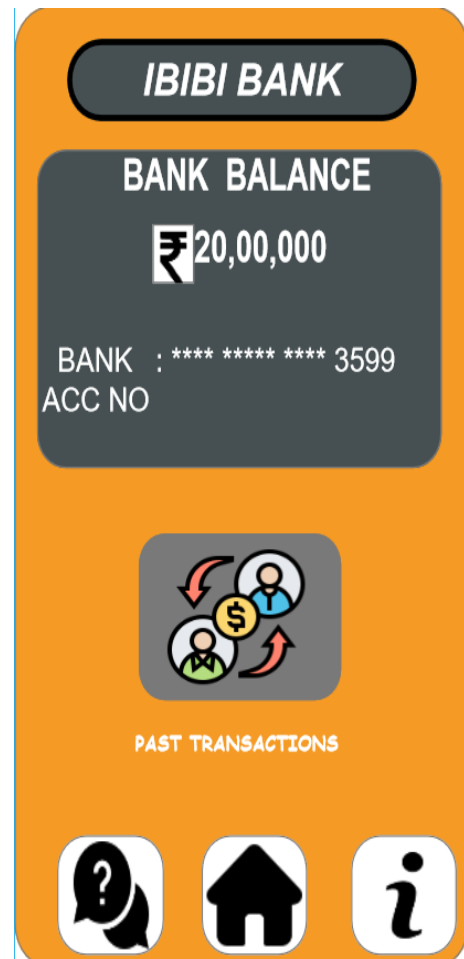 IBIBI BANK
BANK BALANCE
₹20,00,000
BANK : **** ***** **** 3599
ACC NO
$
PAST TRANSACTIONS
?
i